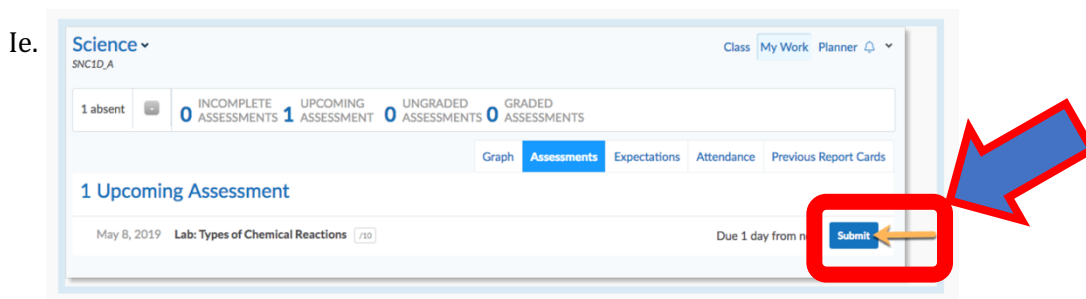 Ie.
Science
SNC1D_A
Class My Work Planner
1 absent - 0 INCOMPLETE ASSESSMENTS 1 UPCOMING ASSESSMENT 0 UNGRADED ASSESSMENTS 0 GRADED ASSESSMENTS
Graph Assessments Expectations Attendance Previous Report Cards
1 Upcoming Assessment
May 8, 2019 Lab: Types of Chemical Reactions /10 Due 1 day from Submit